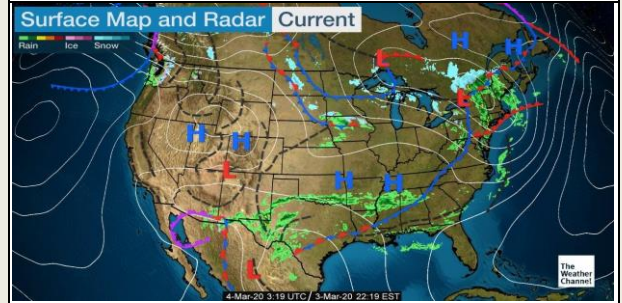 Surface Map and Radar Current
Rain Ice Snow
H
H
L
L
H
H
L
H
H
L
The
Weather
Channel
4-Mar-20 3:19 UTC 3-Mar-20 22:19 EST